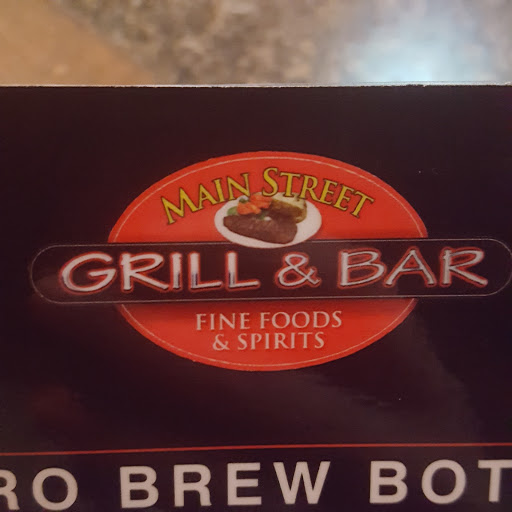 MAIN STREET
GRILL & BAR
FINE FOODS
& SPIRITS
RO BREW BOT